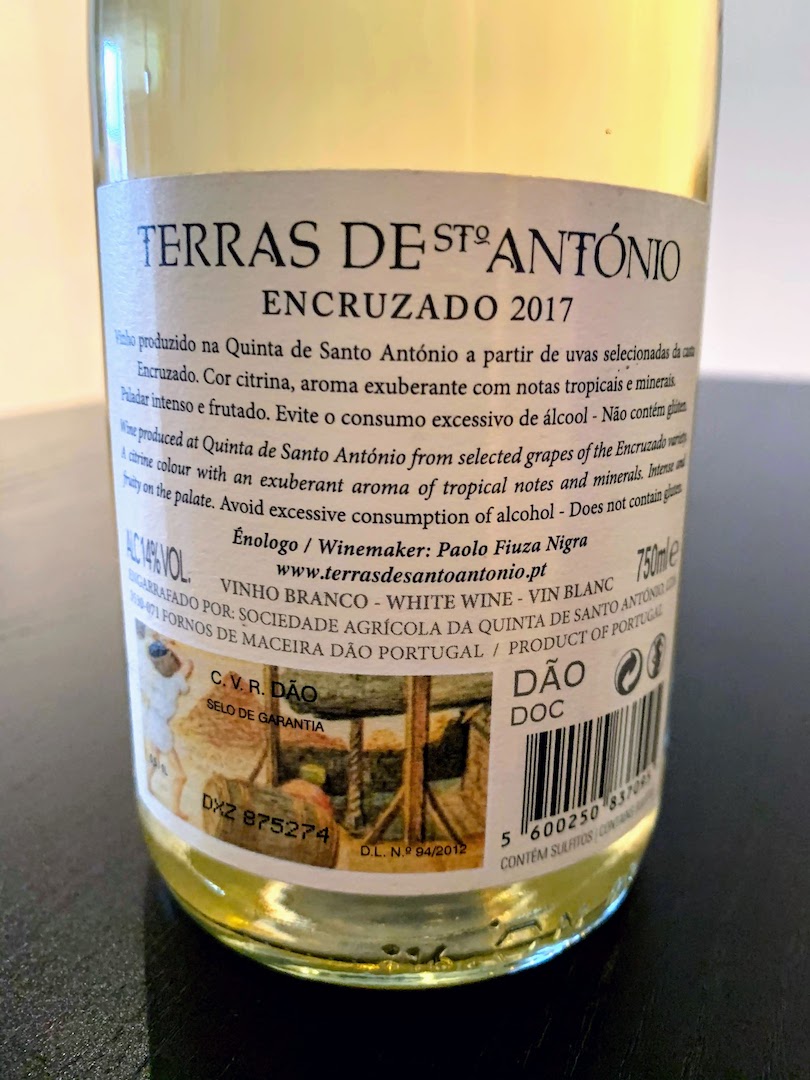 TERRAS DE STº ANTÓNIO
ENCRUZADO 2017
Vinho produzido na Quinta de Santo António a partir de uvas selecionadas da casta
Encruzado. Cor citrina, aroma exuberante com notas tropicais e minerais.
Paladar intenso e frutado. Evite o consumo excessivo de álcool - Não contém glúten.
Wine produced at Quinta de Santo António from selected grapes of the Encruzado variety.
A citrine colour with an exuberant aroma of tropical notes and minerals. Intense and
fruity on the palate. Avoid excessive consumption of alcohol - Does not contain gluten.
Énologo / Winemaker: Paolo Fiuza Nigra
www.terrasdesantoantonio.pt
ALC 14% VOL.
750ml e
VINHO BRANCO - WHITE WINE - VIN BLANC
ENGARRAFADO POR: SOCIEDADE AGRÍCOLA DA QUINTA DE SANTO ANTÓNIO, LDA
FORNOS DE MACEIRA DÃO PORTUGAL / PRODUCT OF PORTUGAL
C. V. R. DÃO
SELO DE GARANTIA
DXZ 875274
D.L. N.º 94/2012
DÃO
DOC
5 600250 837095
CONTÉM SULFITOS | CONTAINS